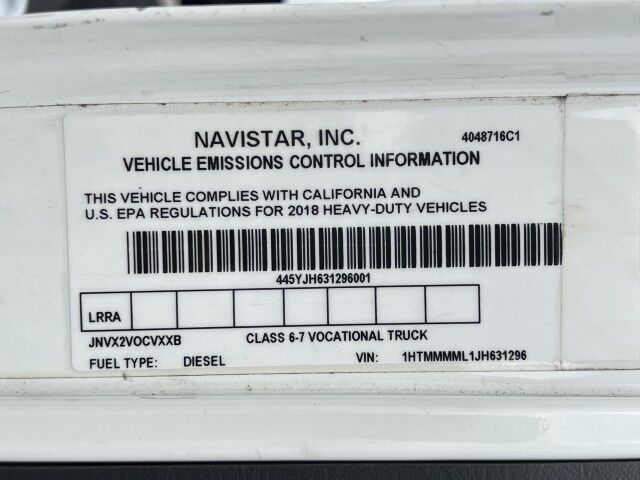 NAVISTAR, INC.
4048716C1
VEHICLE EMISSIONS CONTROL INFORMATION
THIS VEHICLE COMPLIES WITH CALIFORNIA AND
U.S. EPA REGULATIONS FOR 2018 HEAVY-DUTY VEHICLES
445YJH631296001
LRRA
JNVX2VOCVXXB CLASS 6-7 VOCATIONAL TRUCK
FUEL TYPE: DIESEL VIN: 1HTMMMML1JH631296